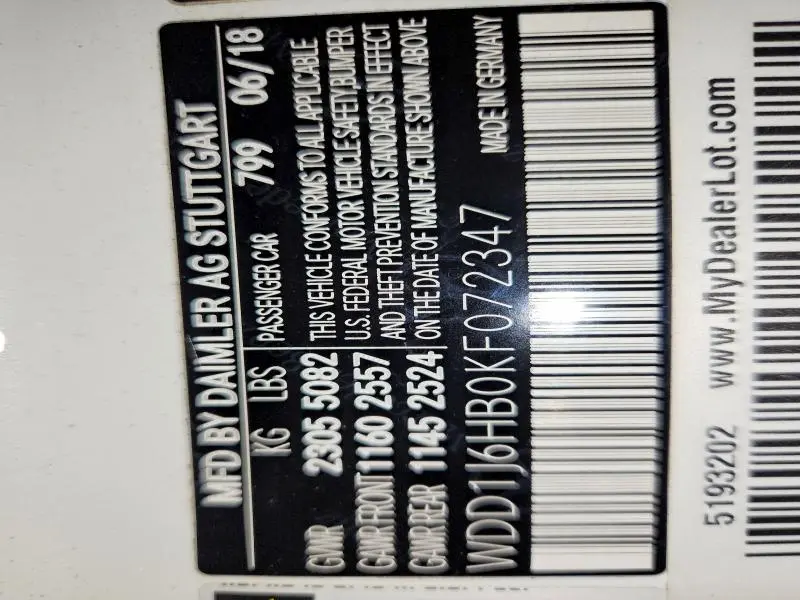 MFD BY DAIMLER AG STUTTGART
KG LBS PASSENGER CAR 799 06/18
GVWR 2305 5082
GAWR FRONT 1160 2557
GAWR REAR 1145 2524
THIS VEHICLE CONFORMS TO ALL APPLICABLE
U.S. FEDERAL MOTOR VEHICLE SAFETY, BUMPER
AND THEFT PREVENTION STANDARDS IN EFFECT
ON THE DATE OF MANUFACTURE SHOWN ABOVE
WDD1J6HB0KF072347 MADE IN GERMANY
5193202 www.MyDealerLot.com